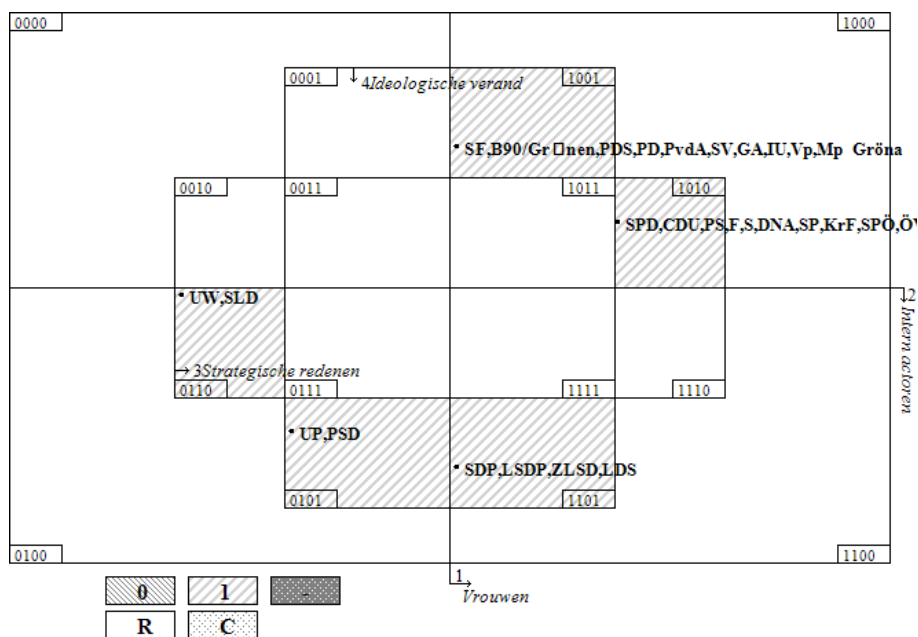 0000 1000
0001 1001
4Ideologische verand
SF,B90/Gr□nen,PDS,PD,PvdA,SV,GA,IU,Vp,Mp Gröna
0010 0011 1011 1010
SPD,CDU,PS,F,S,DNA,SP,KrF,SPÖ,ÖV
2
UW,SLD
Intern actoren
3Strategische redenen
0110 0111 1111 1110
UP,PSD
SDP,LSDP,ZLSD,LDS
0101 1101
0100 1100
1
Vrouwen
0 1 -
R C